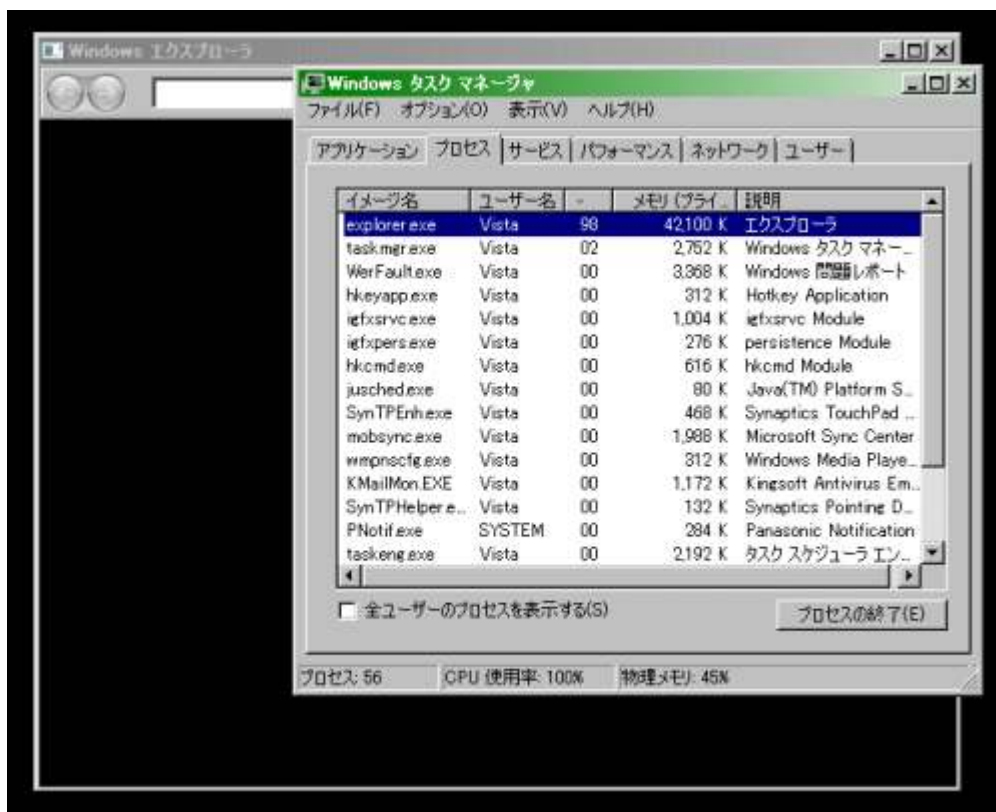 Windows エクスプローラ
Windows タスク マネージャ
ファイル(F) オプション(O) 表示(V) ヘルプ(H)
アプリケーション プロセス サービス パフォーマンス ネットワーク ユーザー
イメージ名 ユーザー名 - メモリ (プライ... 説明
explorer.exe Vista 98 42,100 K エクスプローラ
taskmgr.exe Vista 02 2,752 K Windows タスク マネー...
WerFault.exe Vista 00 3,368 K Windows 問題レポート
hkeyapp.exe Vista 00 312 K Hotkey Application
igfxsrvc.exe Vista 00 1,004 K igfxsrvc Module
igfxpers.exe Vista 00 276 K persistence Module
hkcmd.exe Vista 00 616 K hkcmd Module
jusched.exe Vista 00 80 K Java(TM) Platform S...
SynTPEnh.exe Vista 00 468 K Synaptics TouchPad ...
mobsync.exe Vista 00 1,988 K Microsoft Sync Center
wmpnscfg.exe Vista 00 312 K Windows Media Playe...
KMailMon.EXE Vista 00 1,172 K Kingsoft Antivirus Em...
SynTPHelper.e... Vista 00 132 K Synaptics Pointing D...
PNotif.exe SYSTEM 00 284 K Panasonic Notification
taskeng.exe Vista 00 2,192 K タスク スケジューラ エン...
全ユーザーのプロセスを表示する(S) プロセスの終了(E)
プロセス: 56 CPU 使用率: 100% 物理メモリ: 45%